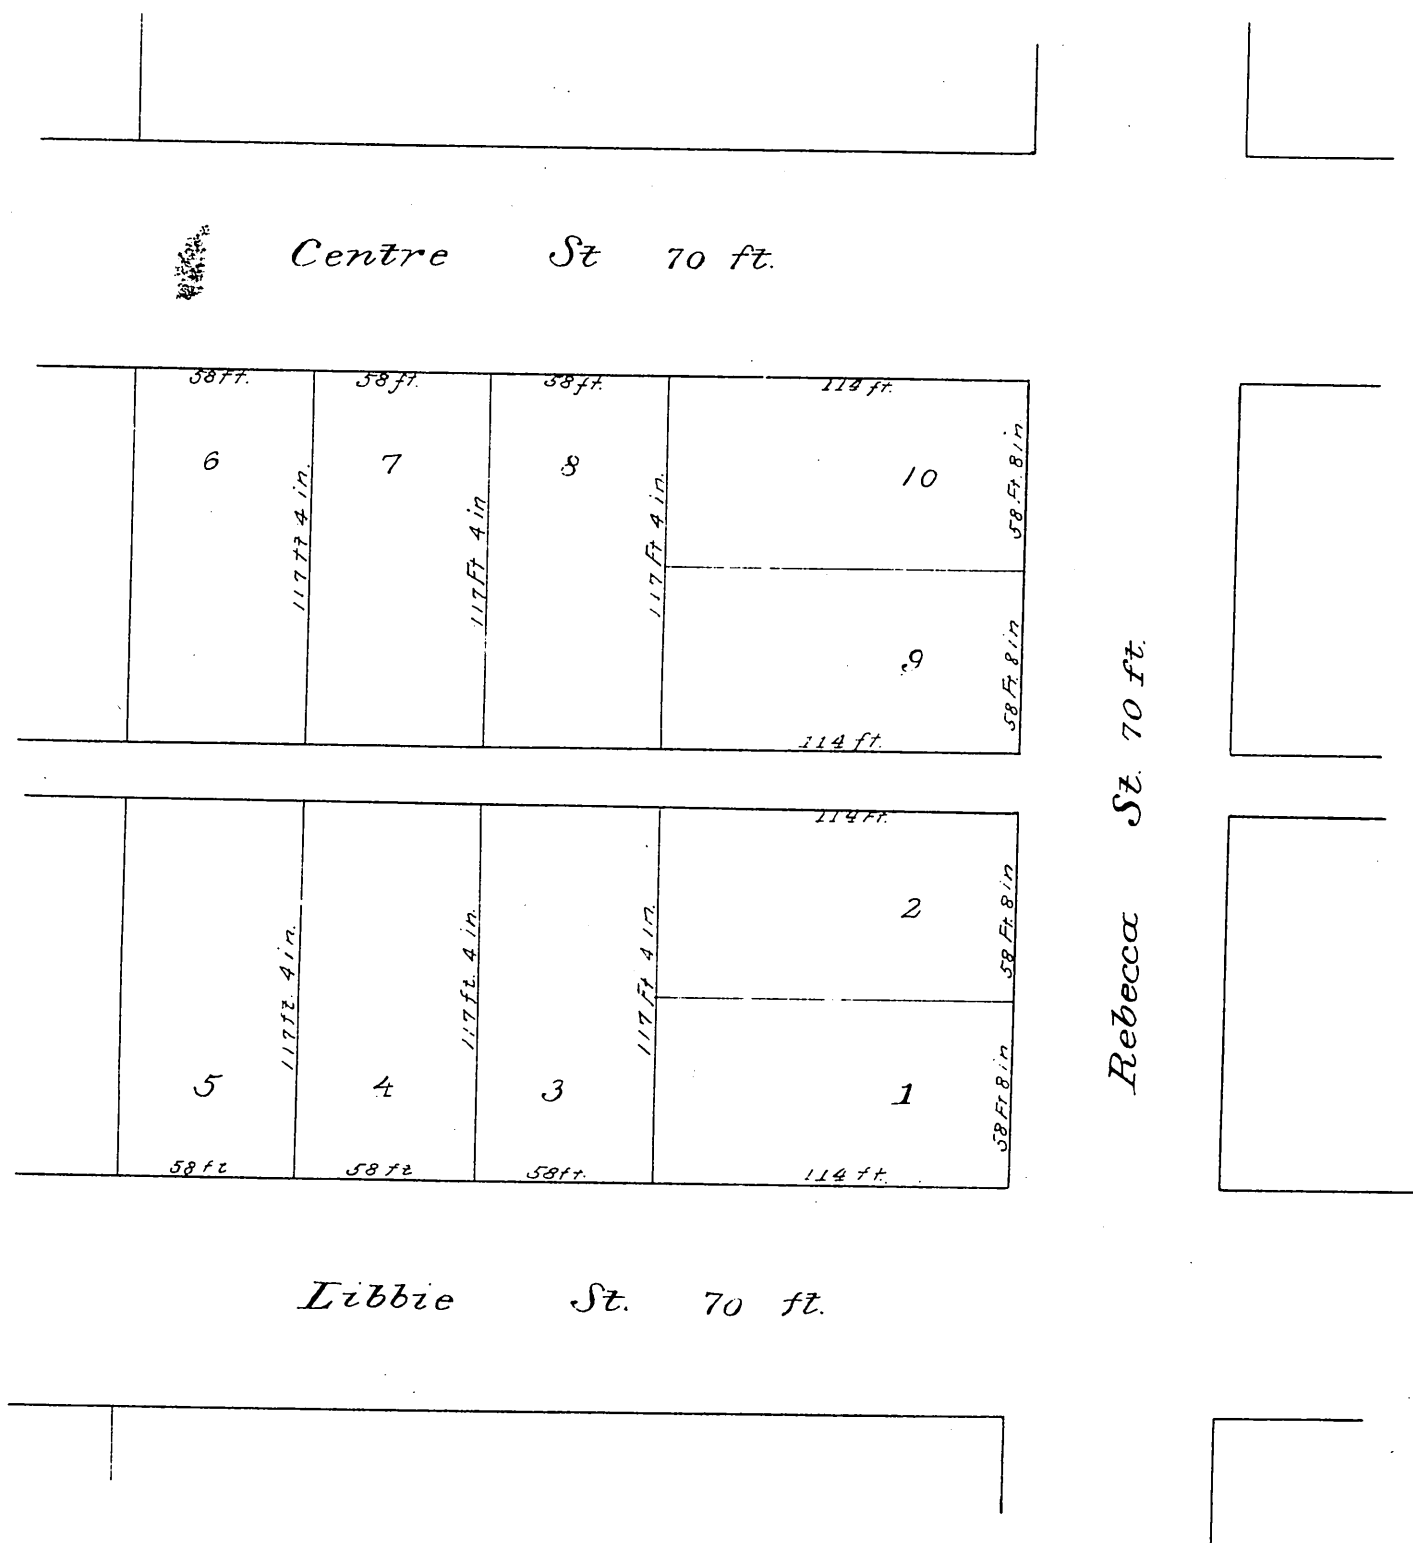 Centre St 70 ft.
58 ft. 58 ft. 58 ft. 114 ft.
6 7 8 10
117 ft 4 in. 117 Ft 4 in 117 Ft 4 in. 58 Ft. 8 in
9
58 Ft. 8 in
114 ft.
Rebecca St. 70 ft.
114 Ft.
2
58 Ft. 8 in
117 ft. 4 in. 117 ft. 4 in. 117 Ft 4 in.
5 4 3 1
58 Ft 8 in
58 ft 58 ft 58 ft. 114 ft.
Libbie St. 70 ft.